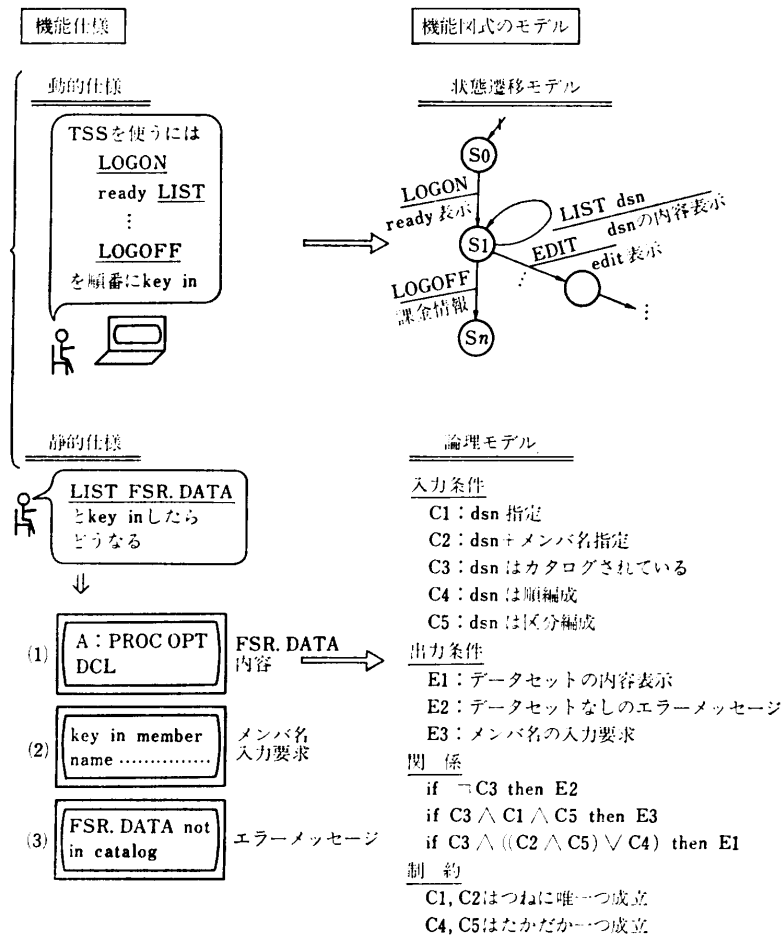 機能仕様
機能図式のモデル
動的仕様
状態遷移モデル
TSSを使うには
LOGON
ready LIST
⋮
LOGOFF
を順番にkey in
S0
LOGON
ready 表示
S1
LIST dsn
dsnの内容表示
EDIT
edit 表示
⋮
⋮
LOGOFF
課金情報
Sn
静的仕様
論理モデル
LIST FSR. DATA
とkey inしたら
どうなる
(1)
A：PROC OPT
DCL
FSR. DATA
内容
(2)
key in member
name ……………
メンバ名
入力要求
(3)
FSR. DATA not
in catalog
エラーメッセージ
入力条件
C1：dsn 指定
C2：dsn＋メンバ名指定
C3：dsn はカタログされている
C4：dsn は順編成
C5：dsn は区分編成
出力条件
E1：データセットの内容表示
E2：データセットなしのエラーメッセージ
E3：メンバ名の入力要求
関 係
if ￢C3 then E2
if C3 ∧ C1 ∧ C5 then E3
if C3 ∧ ((C2 ∧ C5) ∨ C4) then E1
制 約
C1, C2はつねに唯一つ成立
C4, C5はたかだか一つ成立